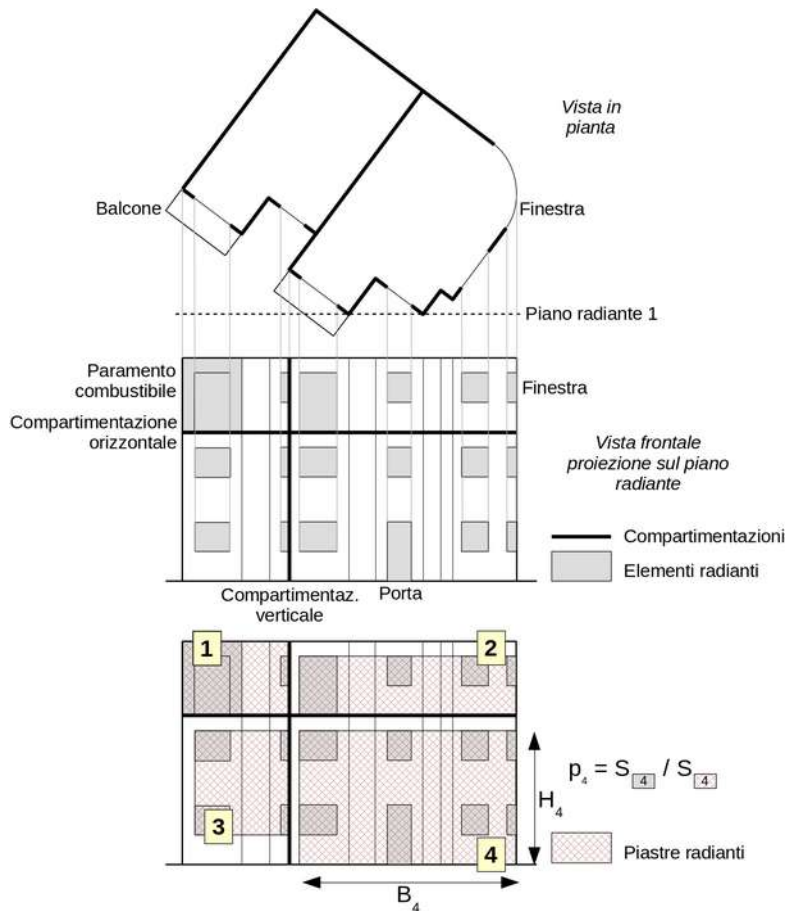 Vista in
pianta
Balcone
Finestra
Piano radiante 1
Paramento
combustibile
Finestra
Compartimentazione
orizzontale
Vista frontale
proiezione sul piano
radiante
Compartimentazioni
Elementi radianti
Compartimentaz.
verticale
Porta
1
2
p4 = S4 / S4
H4
3
4
Piastre radianti
B4